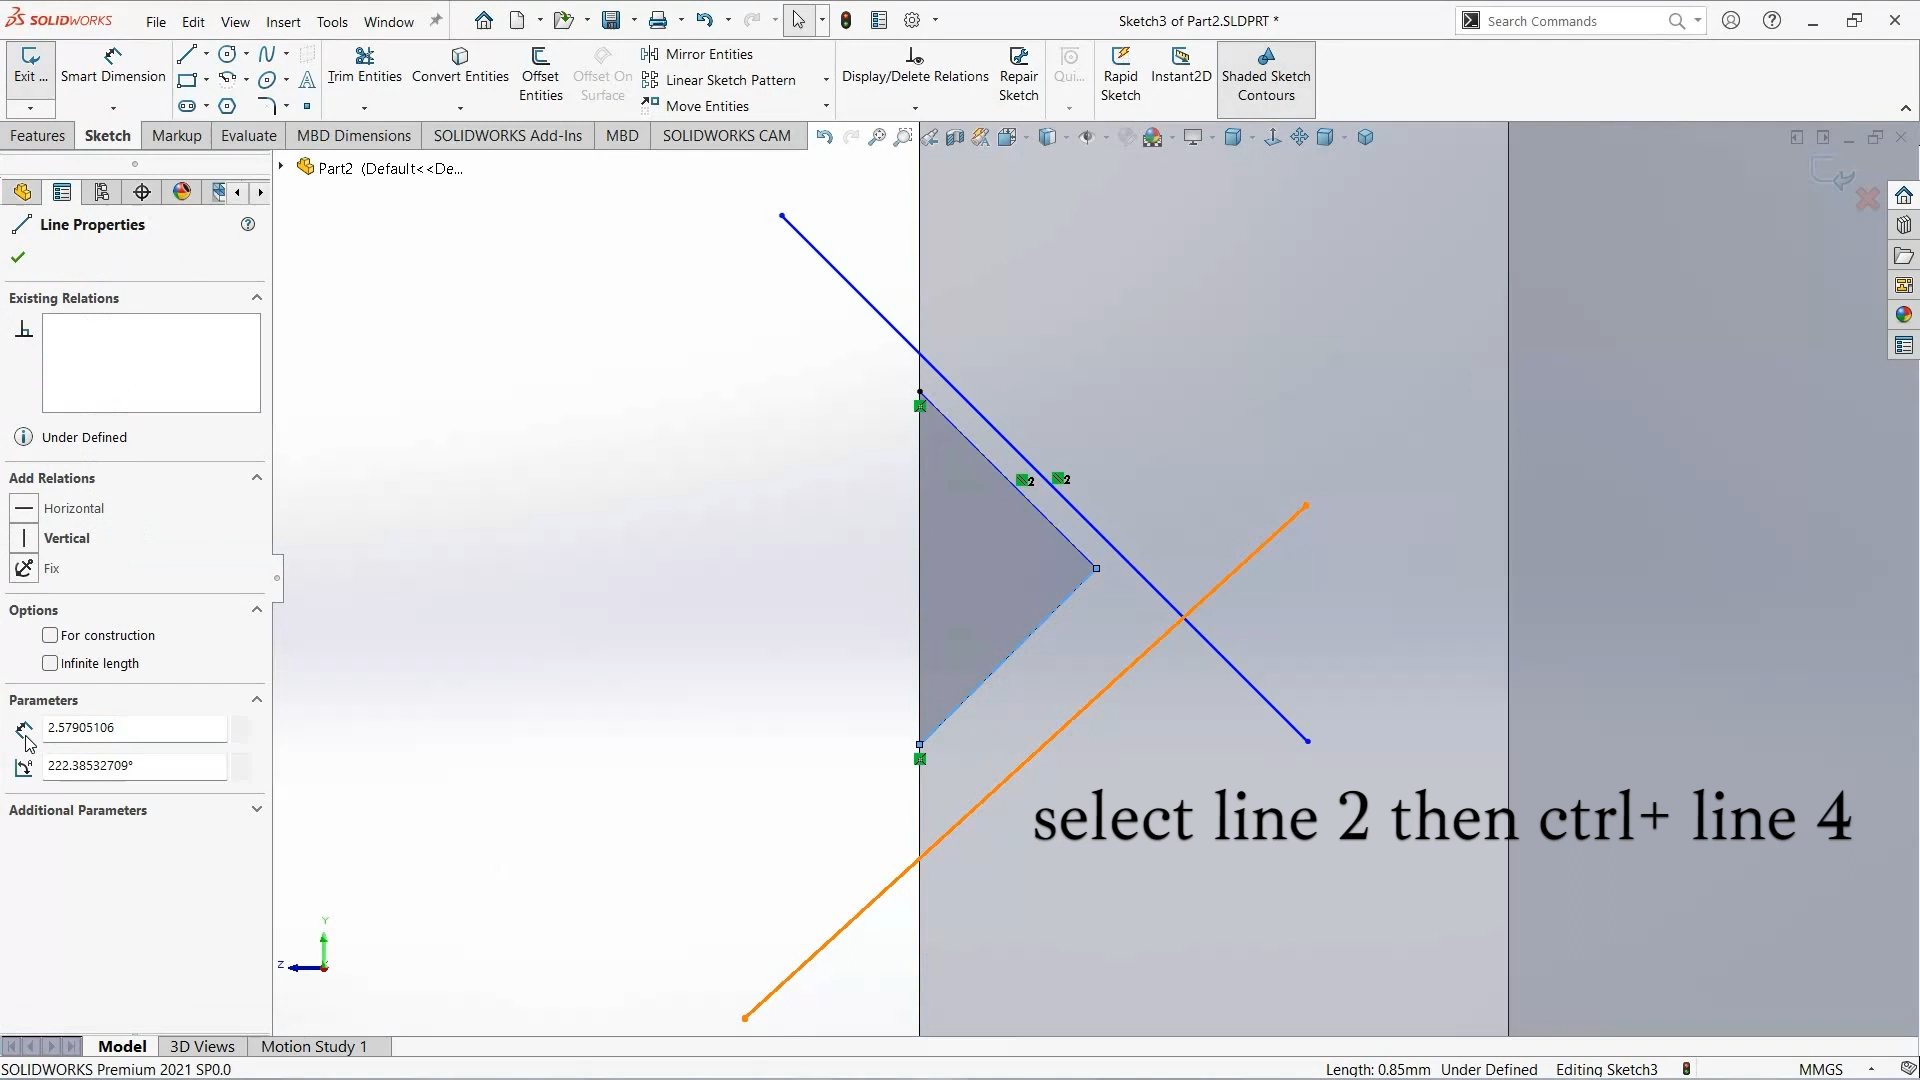 SOLIDWORKS File Edit View Insert Tools Window Sketch3 of Part2.SLDPRT * Search Commands
Exit ... Smart Dimension Trim Entities Convert Entities Offset Entities Offset On Surface Mirror Entities Linear Sketch Pattern Move Entities Display/Delete Relations Repair Sketch Qui... Rapid Sketch Instant2D Shaded Sketch Contours
Features Sketch Markup Evaluate MBD Dimensions SOLIDWORKS Add-Ins MBD SOLIDWORKS CAM
Part2 (Default<<De...
Line Properties
Existing Relations
Under Defined
Add Relations
Horizontal
Vertical
Fix
Options
For construction
Infinite length
Parameters
2.57905106
222.38532709°
Additional Parameters
2 2
select line 2 then ctrl+ line 4
Y
Z
Model 3D Views Motion Study 1
SOLIDWORKS Premium 2021 SP0.0 Length: 0.85mm Under Defined Editing Sketch3 MMGS